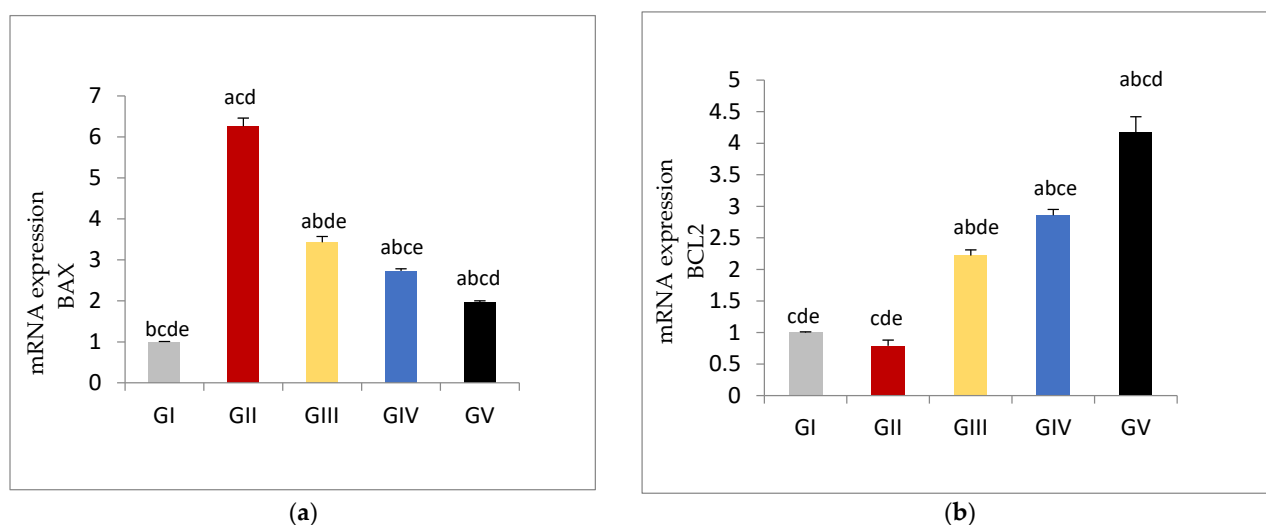 mRNA expression
BAX
7
6
5
4
3
2
1
0
bcde
acd
abde
abce
abcd
GI
GII
GIII
GIV
GV
(a)
mRNA expression
BCL2
5
4.5
4
3.5
3
2.5
2
1.5
1
0.5
0
cde
cde
abde
abce
abcd
GI
GII
GIII
GIV
GV
(b)